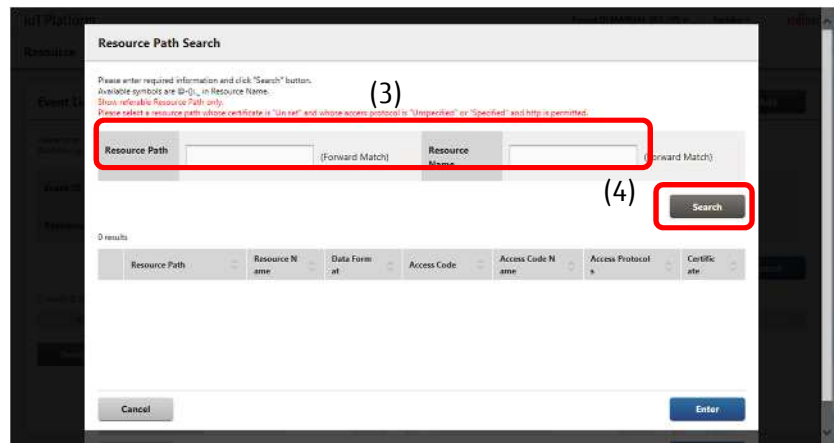 IoT Platform
Resource
Resource Path Search
Please enter required information and click "Search" button.
Available symbols are @-(),_ in Resource Name.
Show referable Resource Path only.
Please select a resource path whose certificate is "Un set" and whose access protocol is "Unspecified" or "Specified" and http is permitted.
(3)
Resource Path
(Forward Match)
Resource Name
(Forward Match)
(4)
Search
0 results
Resource Path
Resource N
ame
Data Form
at
Access Code
Access Code N
ame
Access Protocol
s
Certific
ate
Cancel
Enter